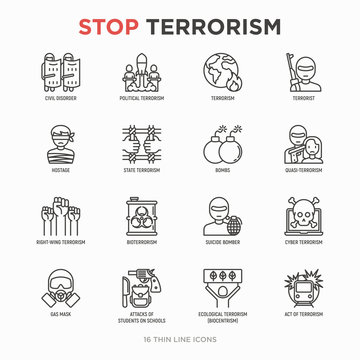 STOP TERRORISM
CIVIL DISORDER
POLITICAL TERRORISM
TERRORISM
TERRORIST
HOSTAGE
STATE TERRORISM
BOMBS
QUASI-TERRORISM
RIGHT-WING TERRORISM
BIOTERRORISM
SUICIDE BOMBER
CYBER TERRORISM
GAS MASK
ATTACKS OF
STUDENTS ON SCHOOLS
ECOLOGICAL TERRORISM
(BIOCENTRISM)
ACT OF TERRORISM
16 THIN LINE ICONS